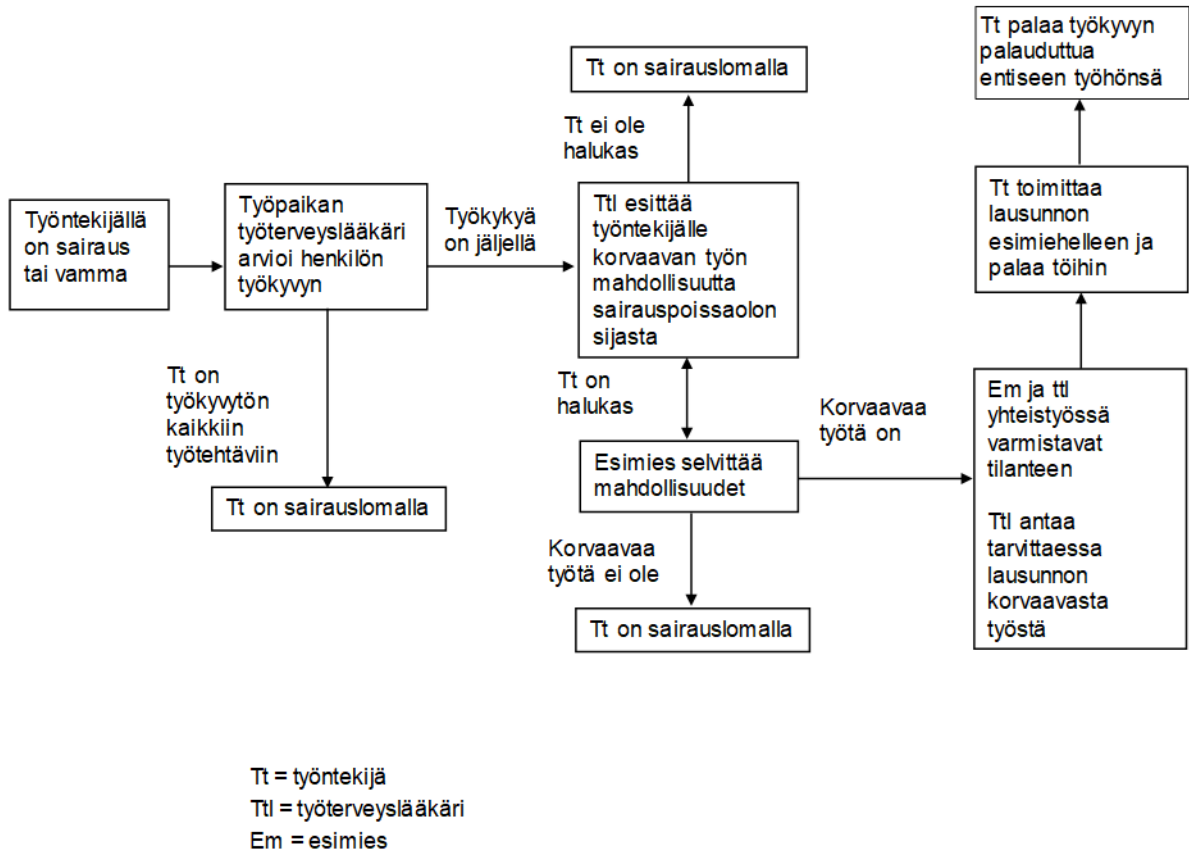 Työntekijällä
on sairaus
tai vamma
Työpaikan
työterveyslääkäri
arvioi henkilön
työkyvyn
Tt on
työkyvytön
kaikkiin
työtehtäviin
Tt on sairauslomalla
Työkykyä
on jäljellä
Tt on sairauslomalla
Tt ei ole
halukas
Ttl esittää
työntekijälle
korvaavan työn
mahdollisuutta
sairauspoissaolon
sijasta
Tt on
halukas
Esimies selvittää
mahdollisuudet
Korvaavaa
työtä ei ole
Tt on sairauslomalla
Korvaavaa
työtä on
Em ja ttl
yhteistyössä
varmistavat
tilanteen
Ttl antaa
tarvittaessa
lausunnon
korvaavasta
työstä
Tt toimittaa
lausunnon
esimiehelleen ja
palaa töihin
Tt palaa työkyvyn
palauduttua
entiseen työhönsä
Tt = työntekijä
Ttl = työterveyslääkäri
Em = esimies